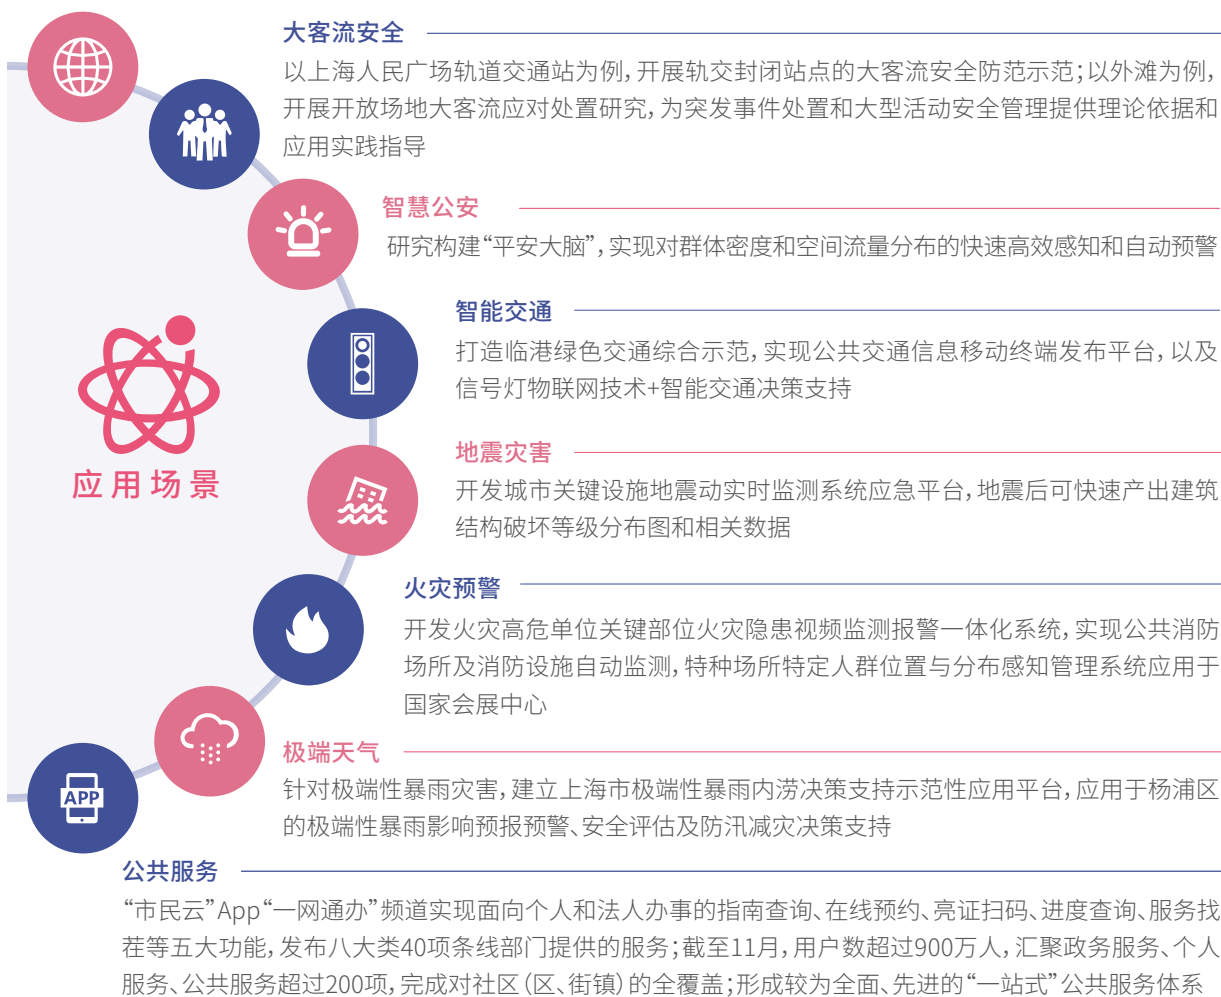 大客流安全
以上海人民广场轨道交通站为例，开展轨交封闭站点的大客流安全防范示范；以外滩为例，
开展开放场地大客流应对处置研究，为突发事件处置和大型活动安全管理提供理论依据和
应用实践指导
智慧公安
研究构建“平安大脑”，实现对群体密度和空间流量分布的快速高效感知和自动预警
智能交通
打造临港绿色交通综合示范，实现公共交通信息移动终端发布平台，以及
信号灯物联网技术+智能交通决策支持
地震灾害
开发城市关键设施地震动实时监测系统应急平台，地震后可快速产出建筑
结构破坏等级分布图和相关数据
应用场景
火灾预警
开发火灾高危单位关键部位火灾隐患视频监测报警一体化系统，实现公共消防
场所及消防设施自动监测，特种场所特定人群位置与分布感知管理系统应用于
国家会展中心
极端天气
针对极端性暴雨灾害，建立上海市极端性暴雨内涝决策支持示范性应用平台，应用于杨浦区
的极端性暴雨影响预报预警、安全评估及防汛减灾决策支持
APP
公共服务
“市民云”App“一网通办”频道实现面向个人和法人办事的指南查询、在线预约、亮证扫码、进度查询、服务找
茬等五大功能，发布八大类40项条线部门提供的服务；截至11月，用户数超过900万人，汇聚政务服务、个人
服务、公共服务超过200项，完成对社区（区、街镇）的全覆盖；形成较为全面、先进的“一站式”公共服务体系